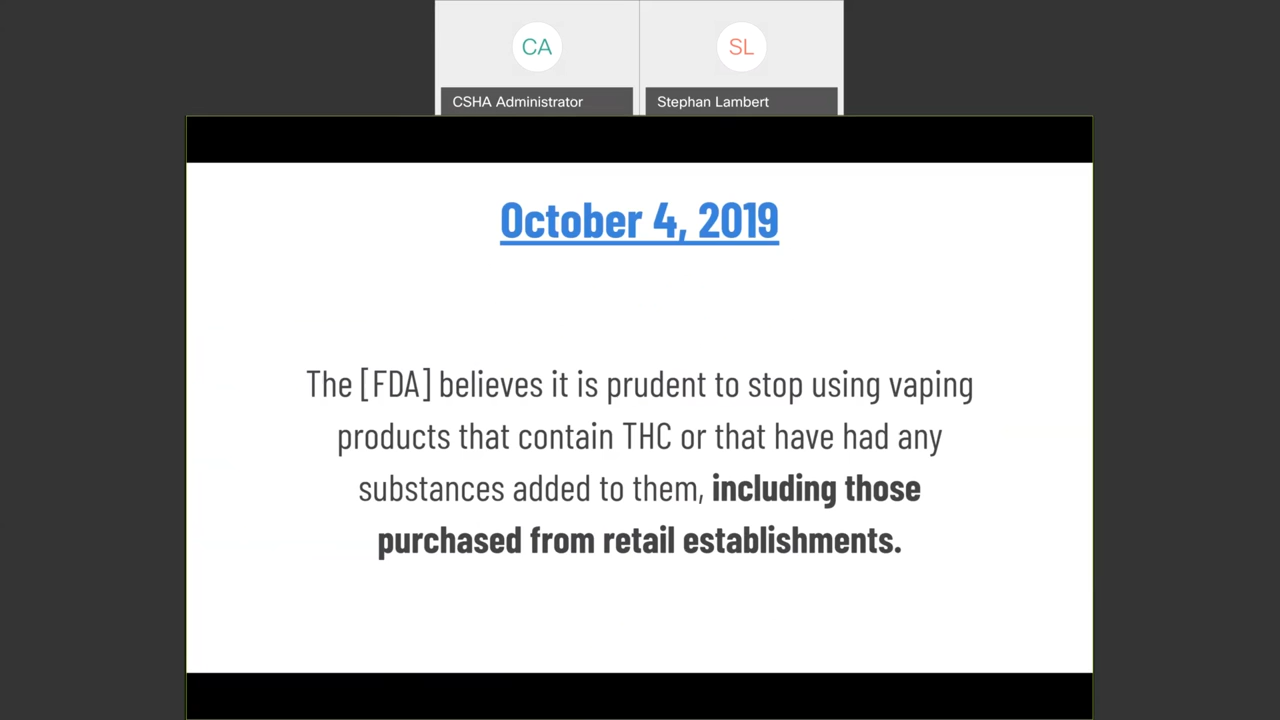 CA
SL
CSHA Administrator
Stephan Lambert
October 4, 2019
The [FDA] believes it is prudent to stop using vaping
products that contain THC or that have had any
substances added to them, including those
purchased from retail establishments.